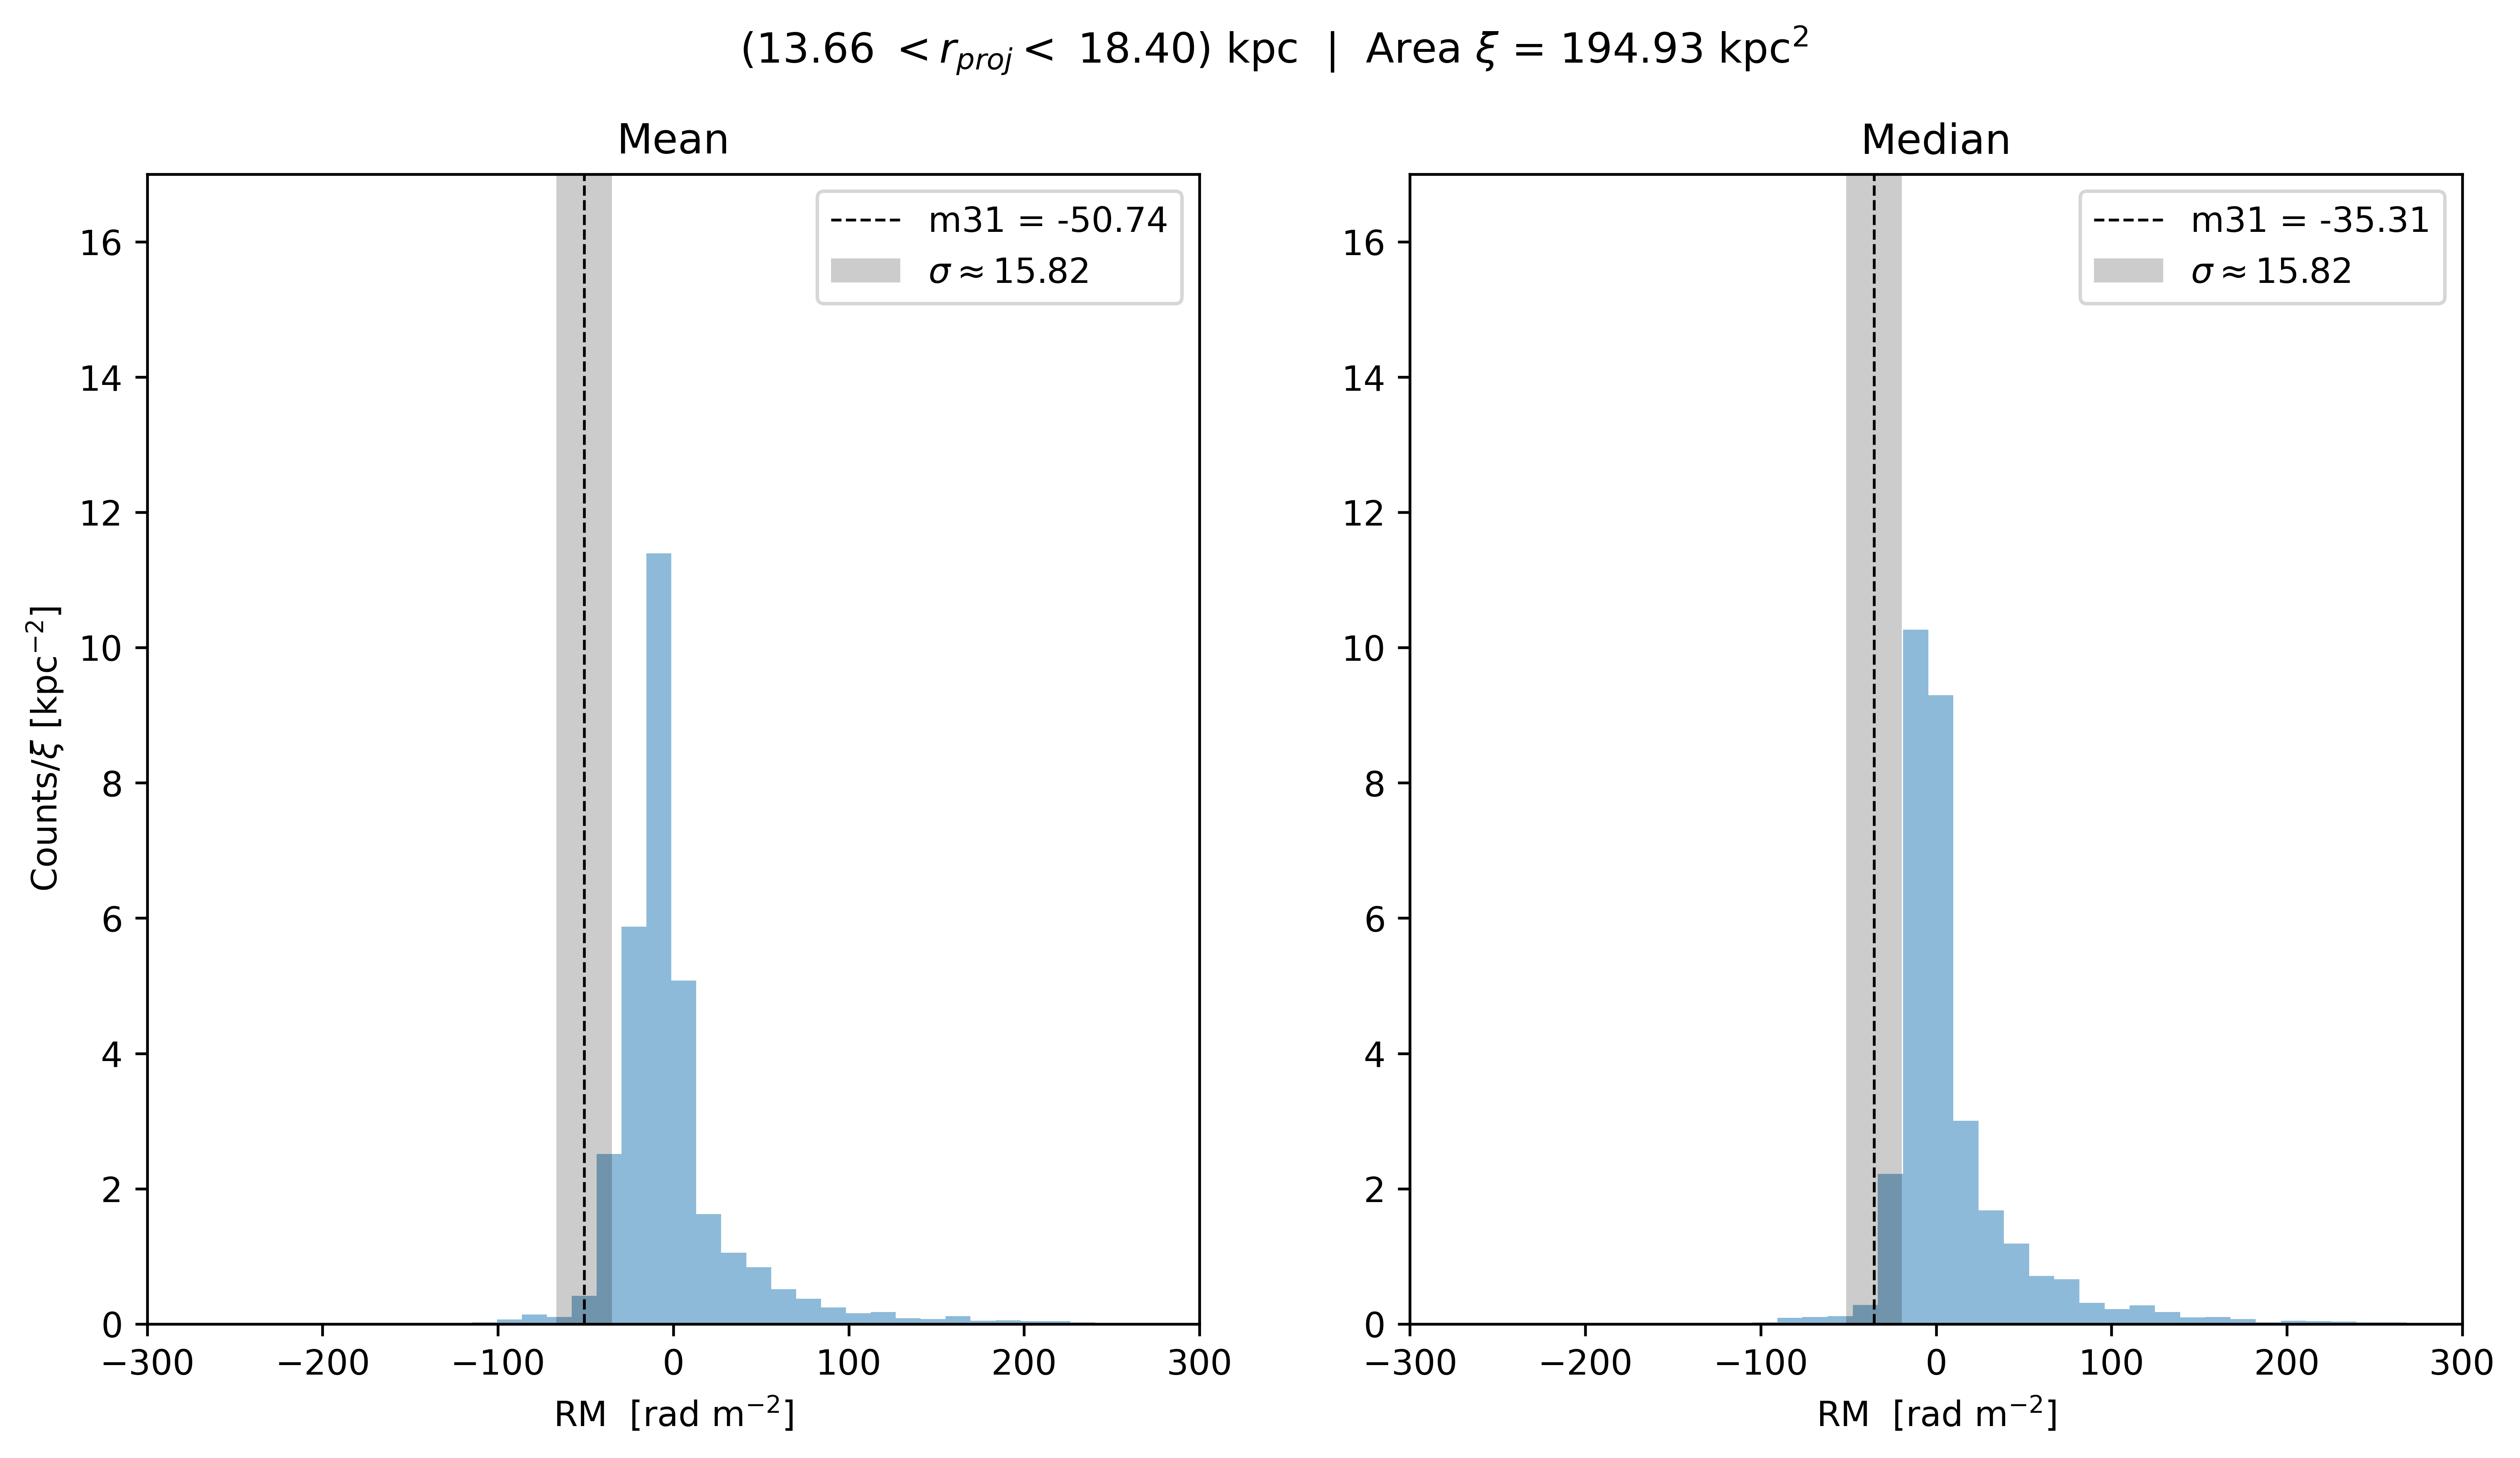 (13.66 < r_proj < 18.40) kpc | Area ξ = 194.93 kpc²
Mean
m31 = -50.74
σ ≈ 15.82
16
14
12
10
8
6
4
2
0
Counts/ξ [kpc⁻²]
−300 −200 −100 0 100 200 300
RM [rad m⁻²]
Median
m31 = -35.31
σ ≈ 15.82
16
14
12
10
8
6
4
2
0
−300 −200 −100 0 100 200 300
RM [rad m⁻²]